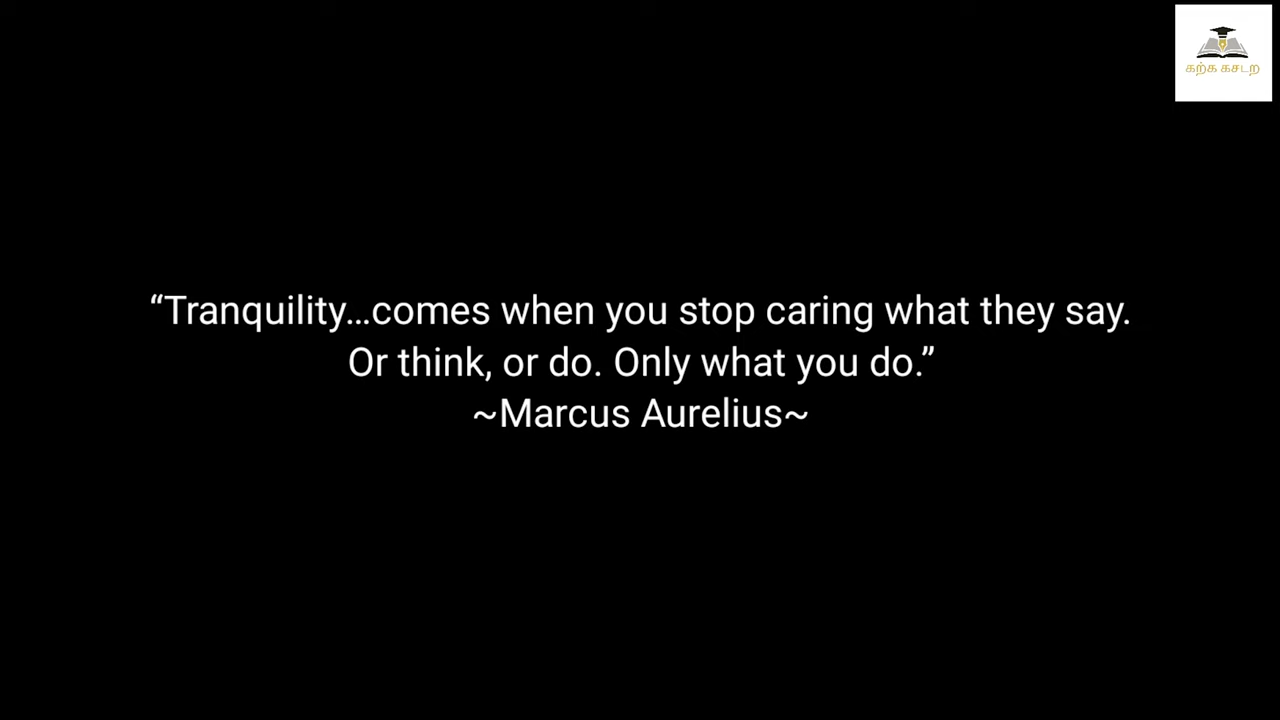 கற்க கசடற
“Tranquility…comes when you stop caring what they say.
Or think, or do. Only what you do.”
~Marcus Aurelius~